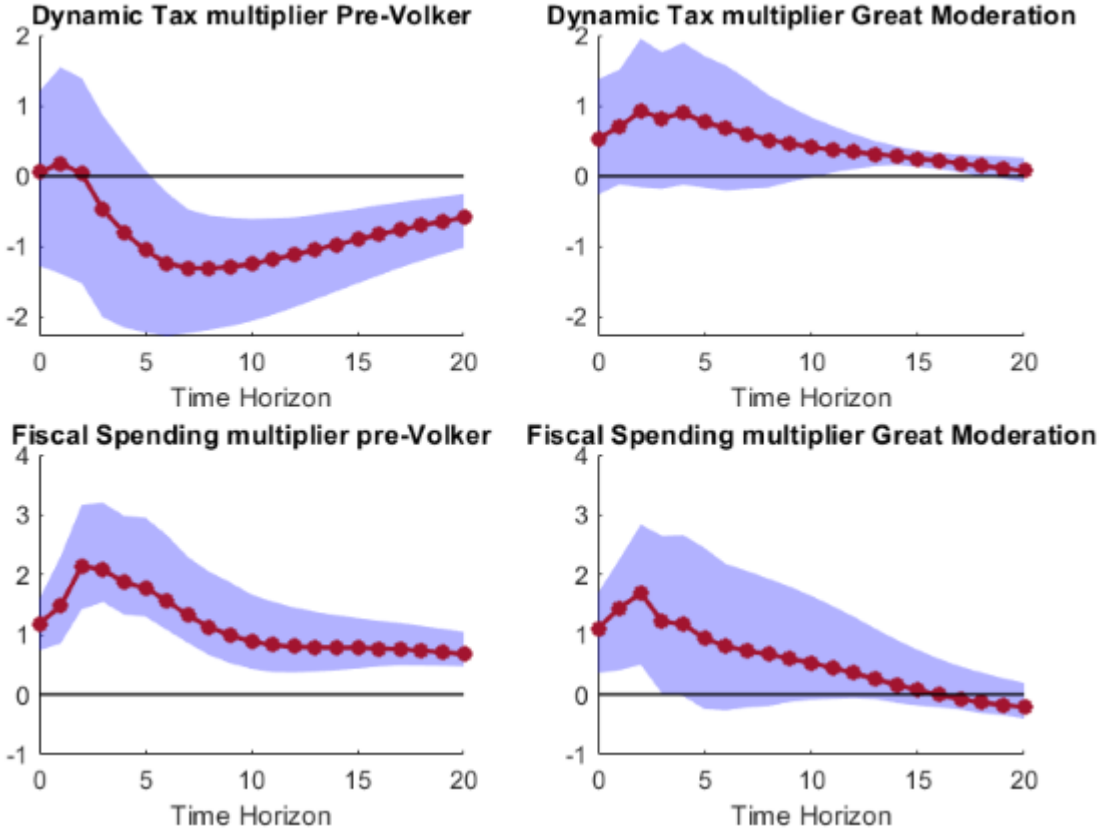 Dynamic Tax multiplier Pre-Volker
2
1
0
-1
-2
0 5 10 15 20
Time Horizon
Dynamic Tax multiplier Great Moderation
2
1
0
-1
-2
0 5 10 15 20
Time Horizon
Fiscal Spending multiplier pre-Volker
4
3
2
1
0
-1
0 5 10 15 20
Time Horizon
Fiscal Spending multiplier Great Moderation
4
3
2
1
0
-1
0 5 10 15 20
Time Horizon